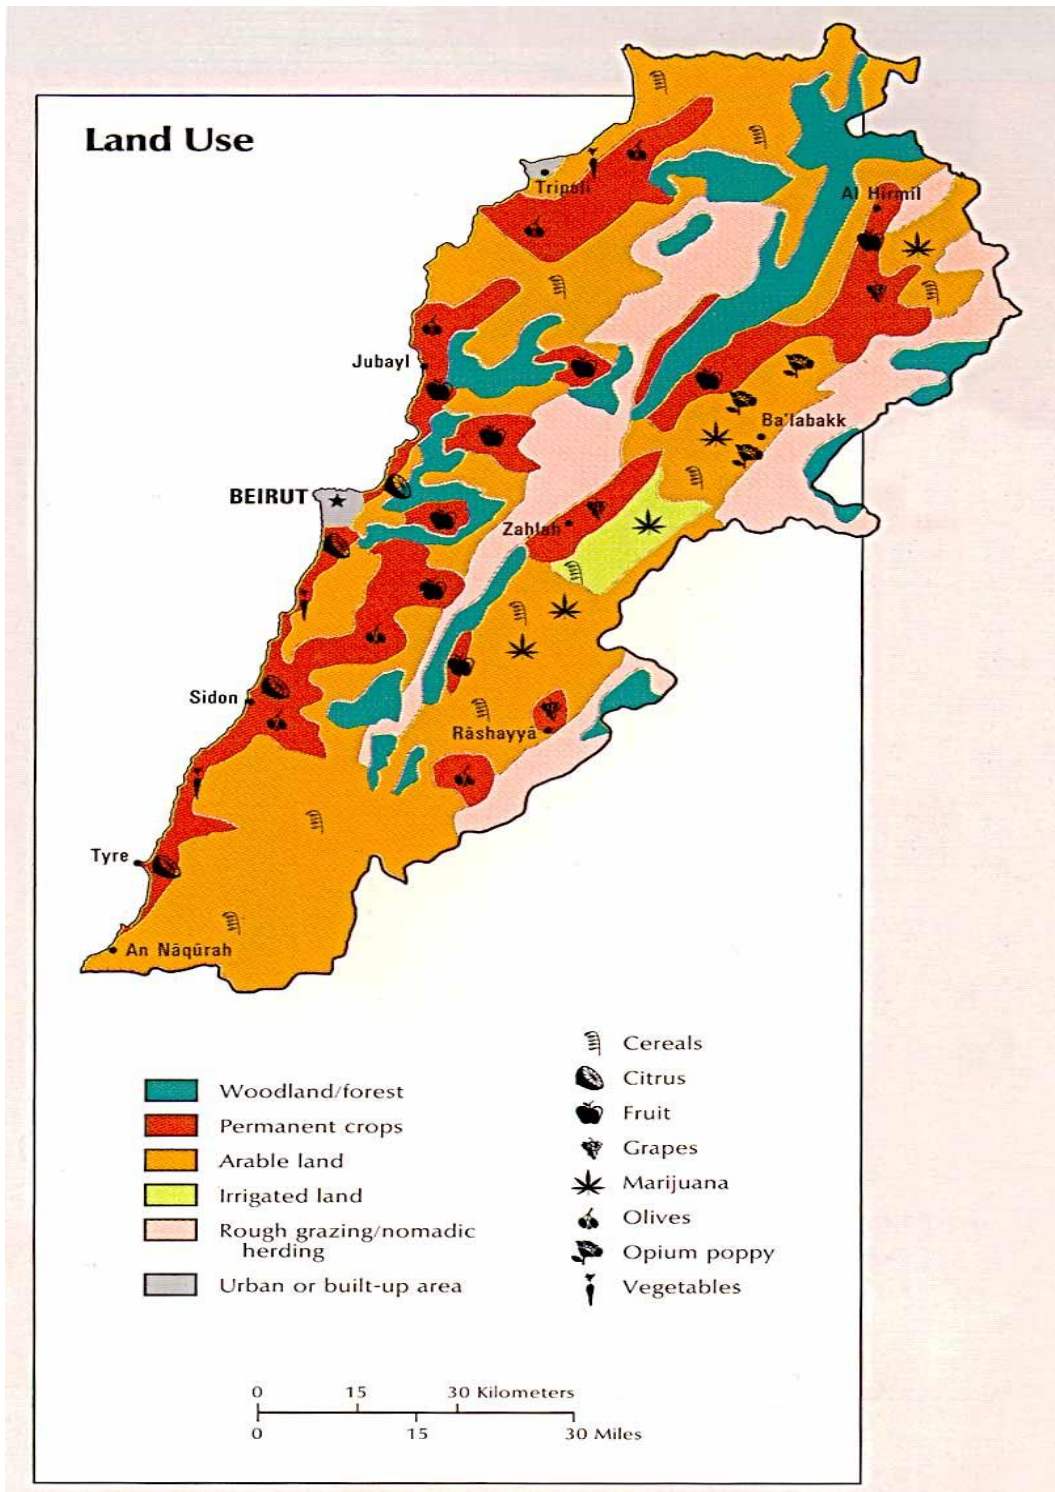 Land Use
Tripoli
Al Hirmil
Jubayl
Ba'labakk
BEIRUT
Zahlah
Sidon
Râshayyâ
Tyre
An Nâqûrah
Cereals
Citrus
Fruit
Grapes
Marijuana
Olives
Opium poppy
Vegetables
Woodland/forest
Permanent crops
Arable land
Irrigated land
Rough grazing/nomadic
herding
Urban or built-up area
0 15 30 Kilometers
0 15 30 Miles